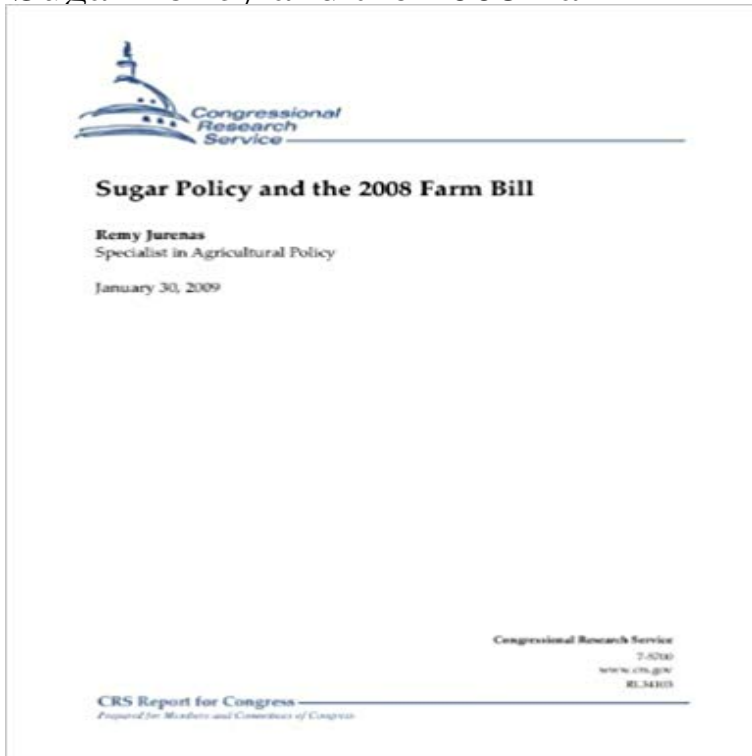 Congressional
Research
Service
Sugar Policy and the 2008 Farm Bill
Remy Jurenas
Specialist in Agricultural Policy
January 30, 2009
Congressional Research Service
7-5700
www.crs.gov
RL34103
CRS Report for Congress
Prepared for Members and Committees of Congress